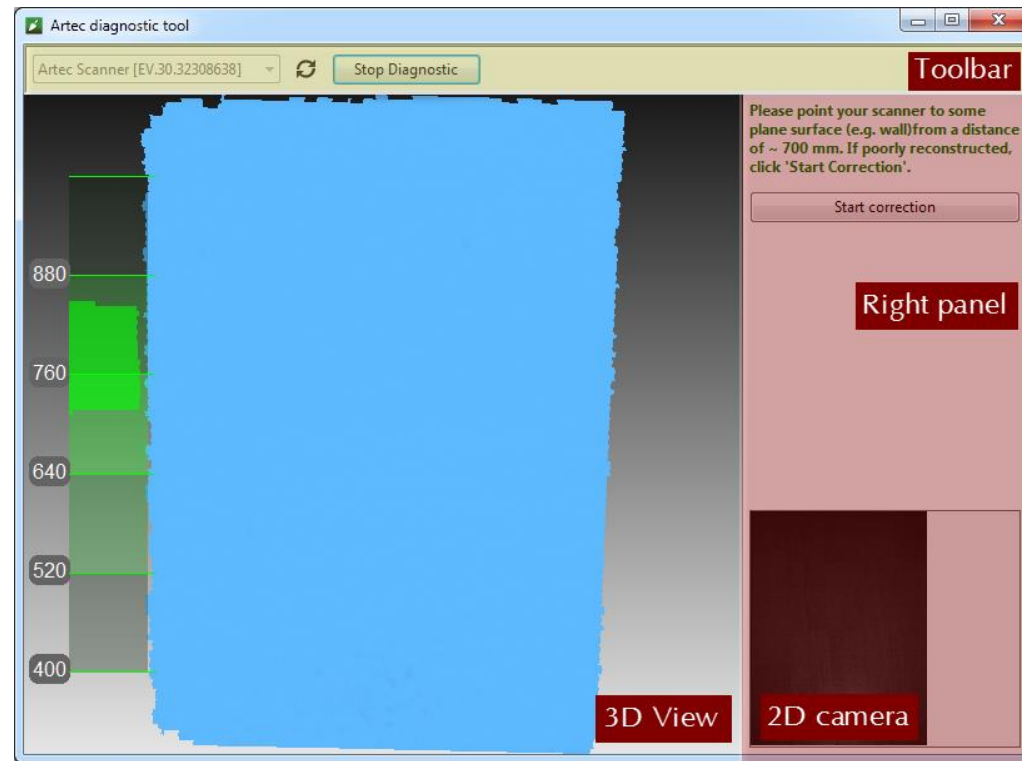 Artec diagnostic tool
Artec Scanner [EV.30.32308638]
Stop Diagnostic
Toolbar
Please point your scanner to some
plane surface (e.g. wall)from a distance
of ~ 700 mm. If poorly reconstructed,
click 'Start Correction'.
Start correction
Right panel
880
760
640
520
400
3D View
2D camera